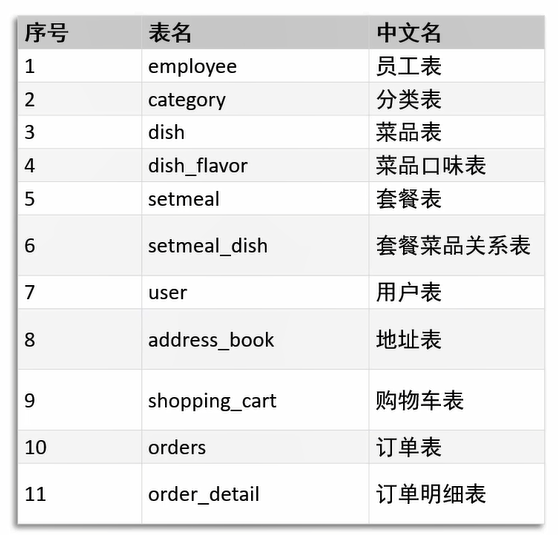 序号 表名 中文名
1 employee 员工表
2 category 分类表
3 dish 菜品表
4 dish_flavor 菜品口味表
5 setmeal 套餐表
6 setmeal_dish 套餐菜品关系表
7 user 用户表
8 address_book 地址表
9 shopping_cart 购物车表
10 orders 订单表
11 order_detail 订单明细表